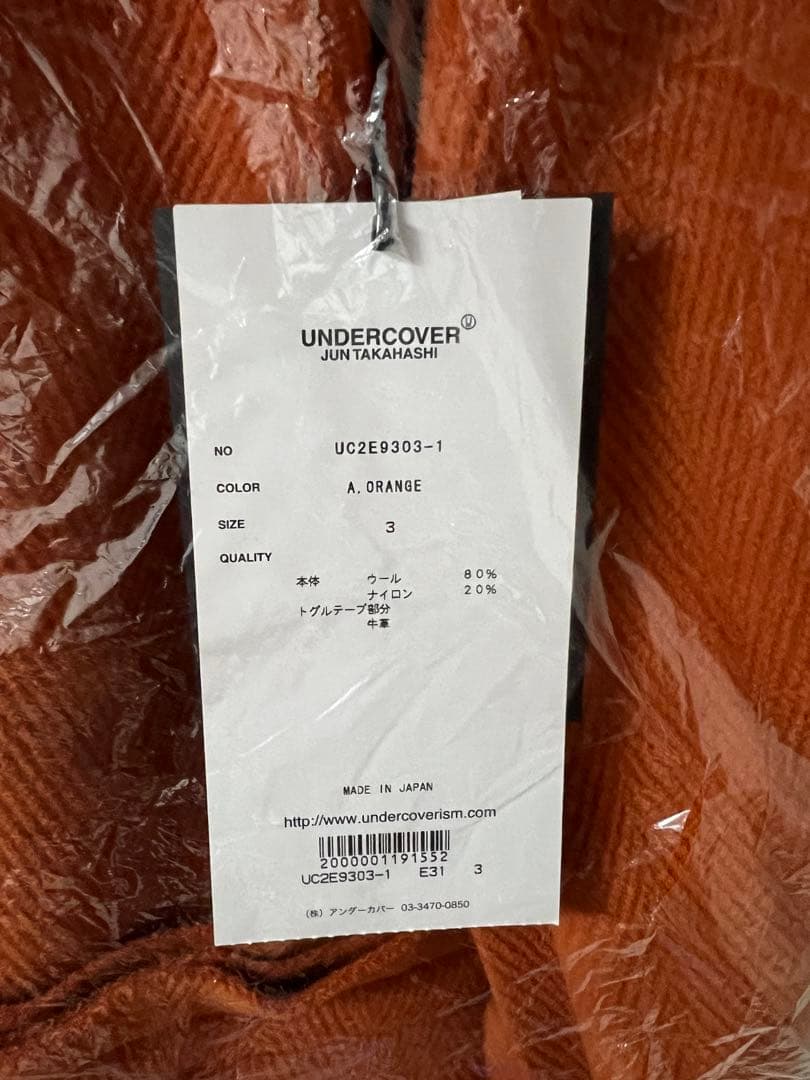 UNDERCOVER Ⓤ
JUN TAKAHASHI
NO UC2E9303-1
COLOR A.ORANGE
SIZE 3
QUALITY
本体 ウール 80%
ナイロン 20%
トグルテープ部分
牛革
MADE IN JAPAN
http://www.undercoverism.com
2000001191552
UC2E9303-1 E31 3
(株) アンダーカバー 03-3470-0850